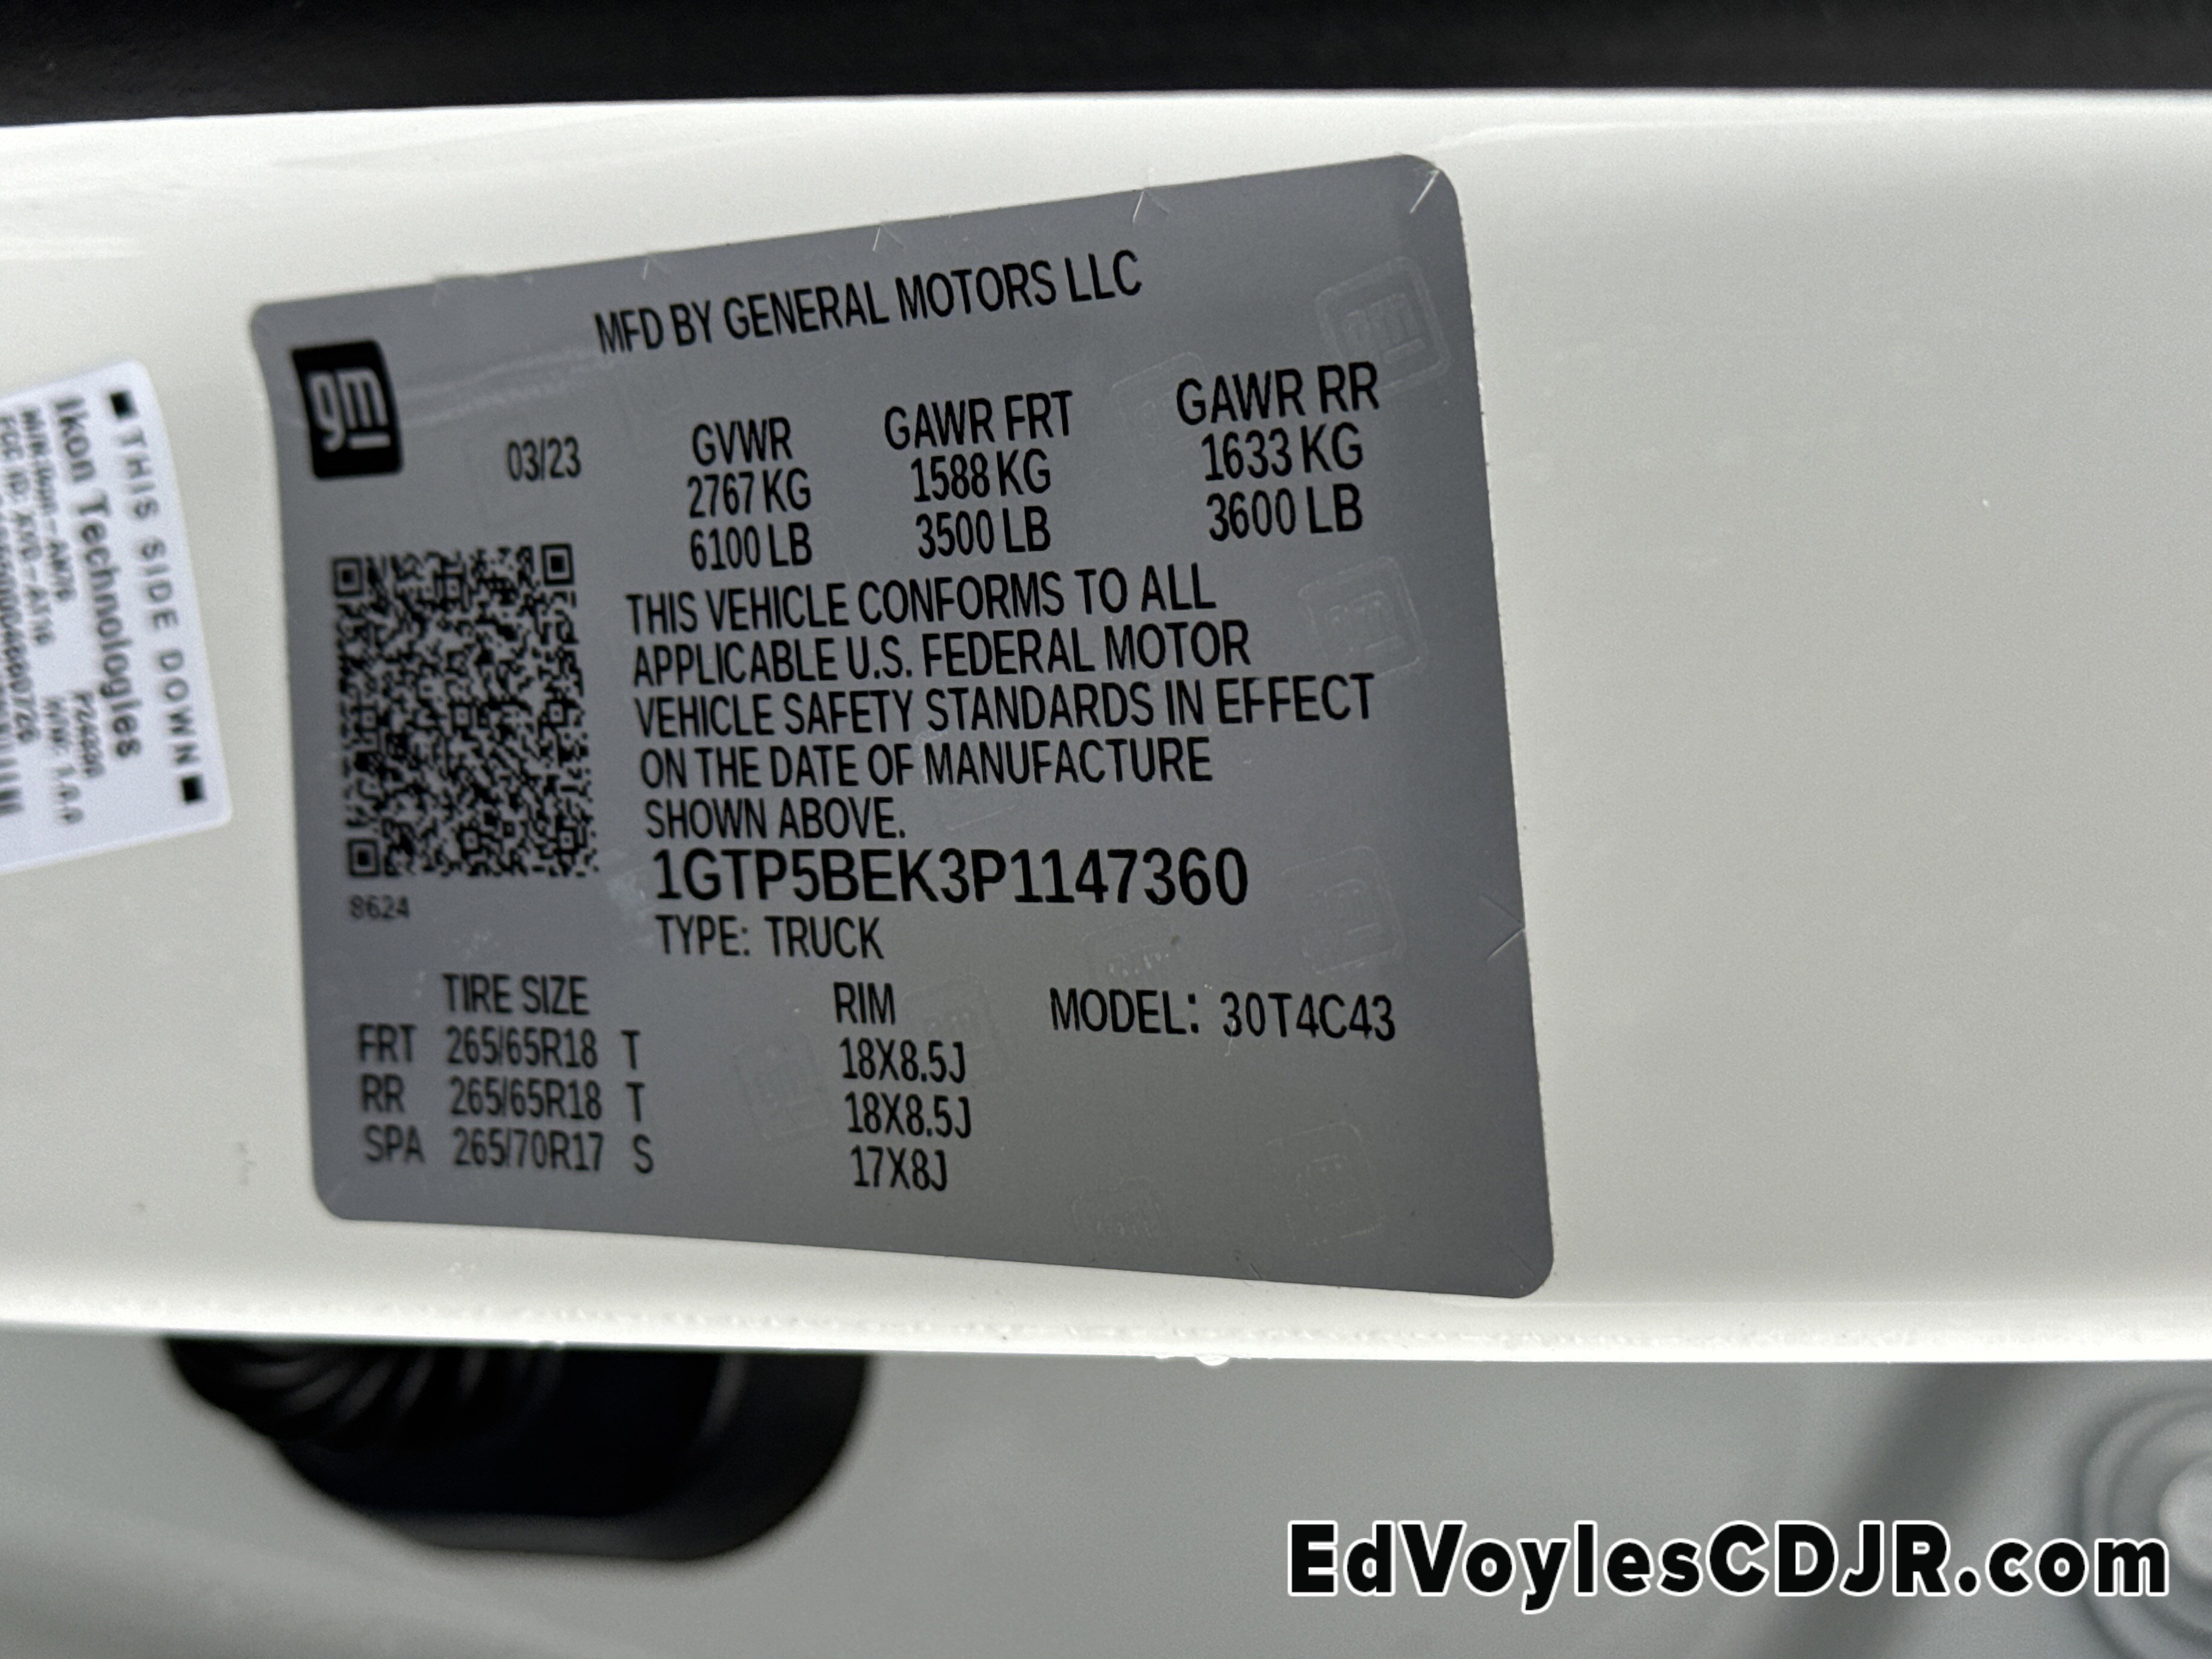 MFD BY GENERAL MOTORS LLC
gm
03/23
GVWR GAWR FRT GAWR RR
2767 KG 1588 KG 1633 KG
6100 LB 3500 LB 3600 LB
THIS VEHICLE CONFORMS TO ALL
APPLICABLE U.S. FEDERAL MOTOR
VEHICLE SAFETY STANDARDS IN EFFECT
ON THE DATE OF MANUFACTURE
SHOWN ABOVE.
1GTP5BEK3P1147360
8624
TYPE: TRUCK
TIRE SIZE RIM MODEL: 30T4C43
FRT 265/65R18 T 18X8.5J
RR 265/65R18 T 18X8.5J
SPA 265/70R17 S 17X8J
THIS SIDE DOWN
Ikon Technologies
EdVoylesCDJR.com